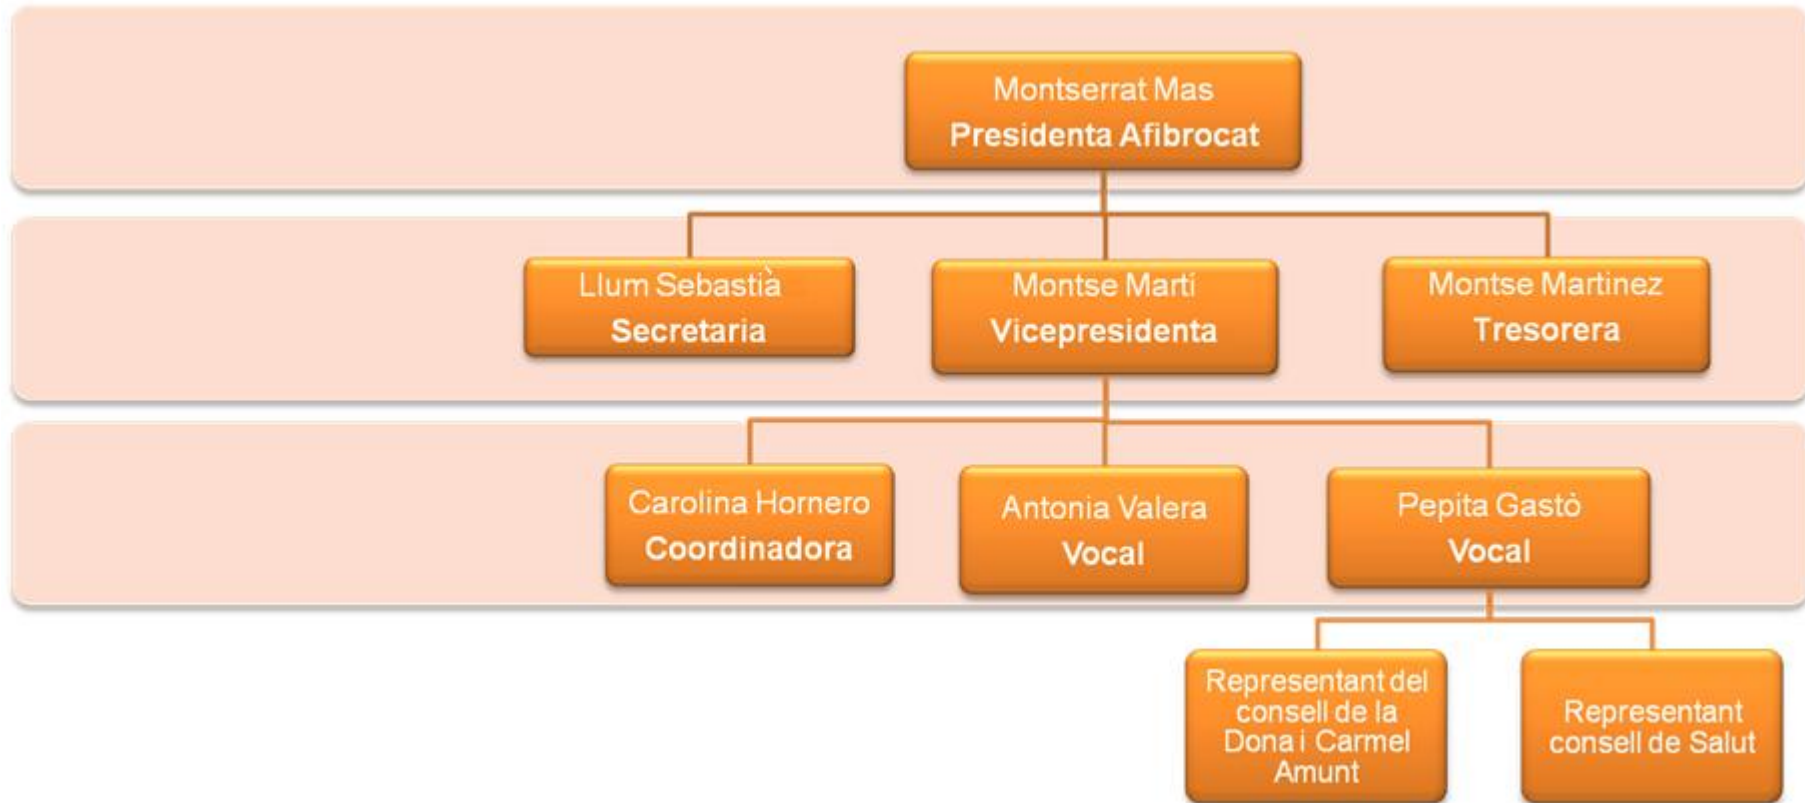 Montserrat Mas
Presidenta Afibrocat
Llum Sebastià
Secretaria
Montse Martí
Vicepresidenta
Montse Martinez
Tresorera
Carolina Hornero
Coordinadora
Antonia Valera
Vocal
Pepita Gastò
Vocal
Representant del
consell de la
Dona i Carmel
Amunt
Representant
consell de Salut